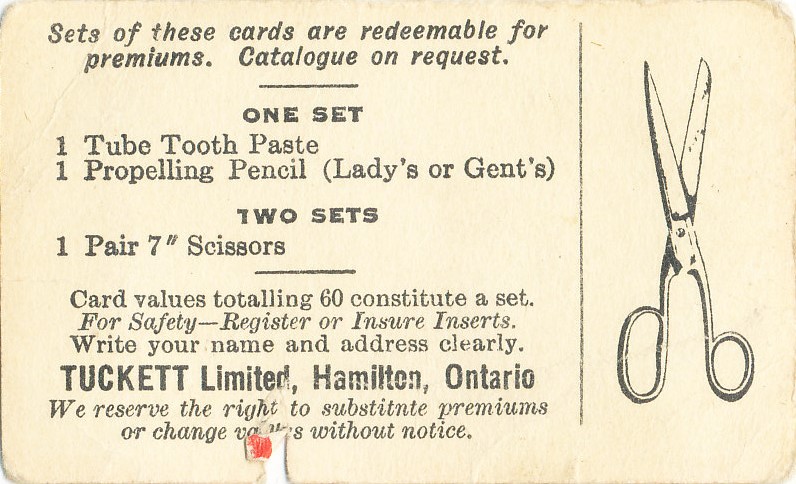 Sets of these cards are redeemable for
premiums. Catalogue on request.
ONE SET
1 Tube Tooth Paste
1 Propelling Pencil (Lady's or Gent's)
TWO SETS
1 Pair 7" Scissors
Card values totalling 60 constitute a set.
For Safety—Register or Insure Inserts.
Write your name and address clearly.
TUCKETT Limited, Hamilton, Ontario
We reserve the right to substitnte premiums
or change without notice.